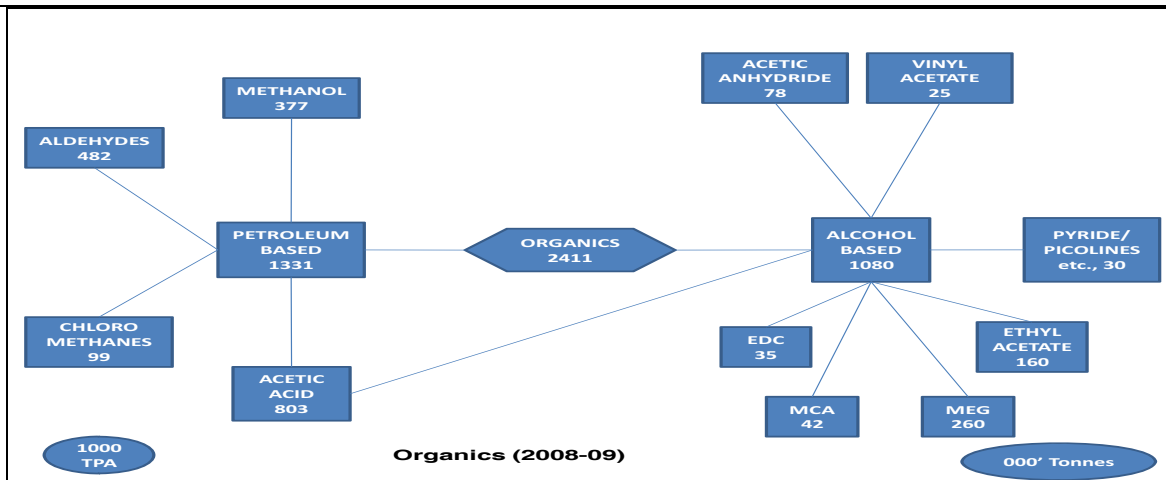 METHANOL
377
ALDEHYDES
482
PETROLEUM
BASED
1331
CHLORO
METHANES
99
ACETIC
ACID
803
1000
TPA
ORGANICS
2411
Organics (2008-09)
ACETIC
ANHYDRIDE
78
VINYL
ACETATE
25
ALCOHOL
BASED
1080
PYRIDE/
PICOLINES
etc., 30
EDC
35
ETHYL
ACETATE
160
MCA
42
MEG
260
000' Tonnes